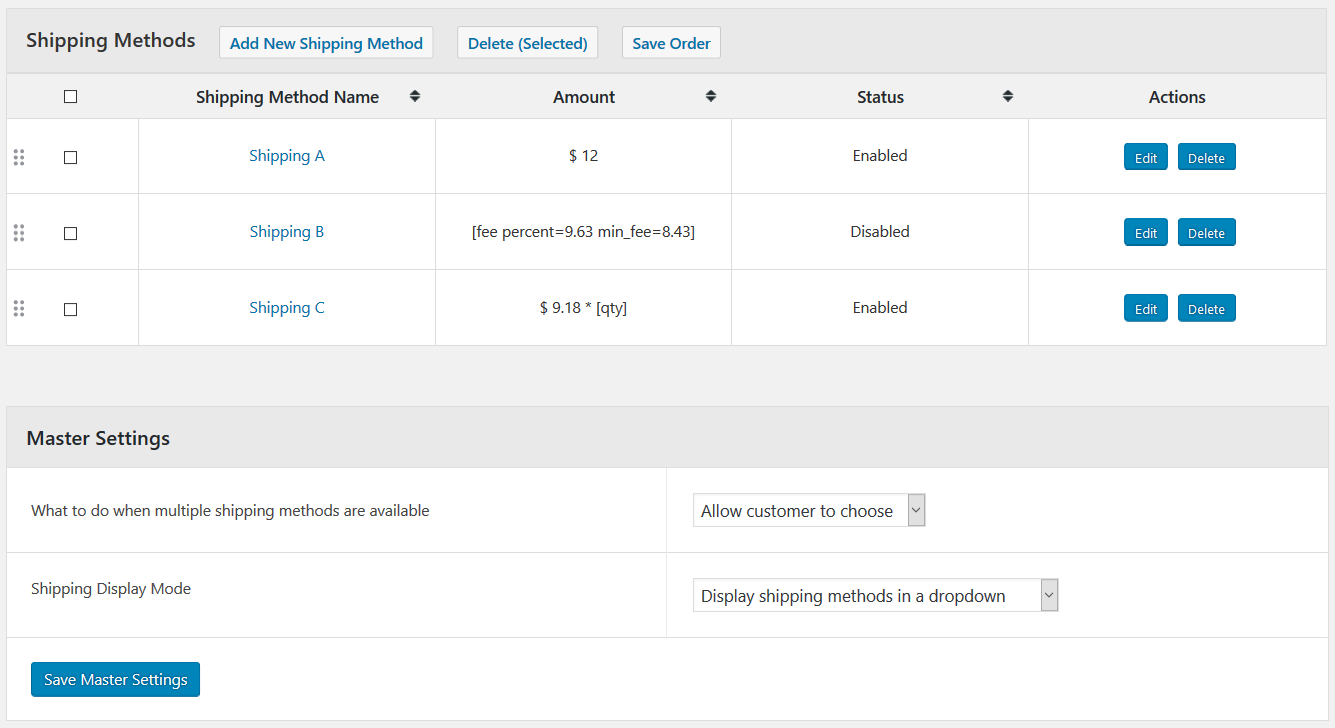 Shipping Methods Add New Shipping Method Delete (Selected) Save Order
Shipping Method Name Amount Status Actions
Shipping A $ 12 Enabled Edit Delete
Shipping B [fee percent=9.63 min_fee=8.43] Disabled Edit Delete
Shipping C $ 9.18 * [qty] Enabled Edit Delete
Master Settings
What to do when multiple shipping methods are available Allow customer to choose
Shipping Display Mode Display shipping methods in a dropdown
Save Master Settings